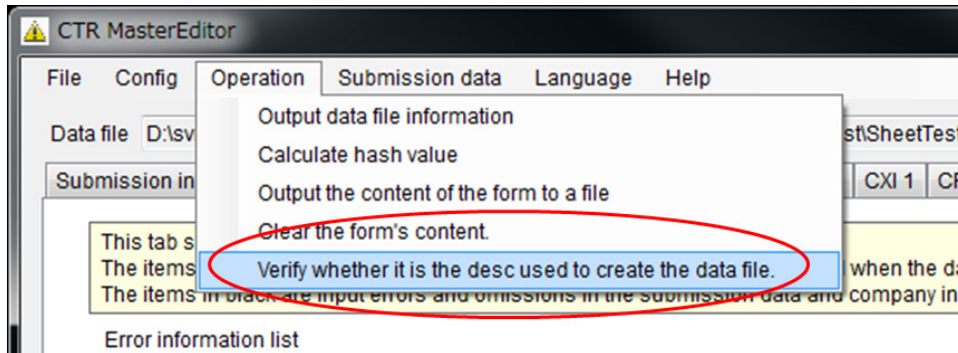 CTR MasterEditor
File Config Operation Submission data Language Help
Output data file information
Data file D:\sv st\SheetTest
Calculate hash value
Submission in CXI 1
Output the content of the form to a file
Clear the form's content.
This tab s
Verify whether it is the desc used to create the data file.
The items when the da
The items in black are input errors and omissions in the submission data and company in
Error information list